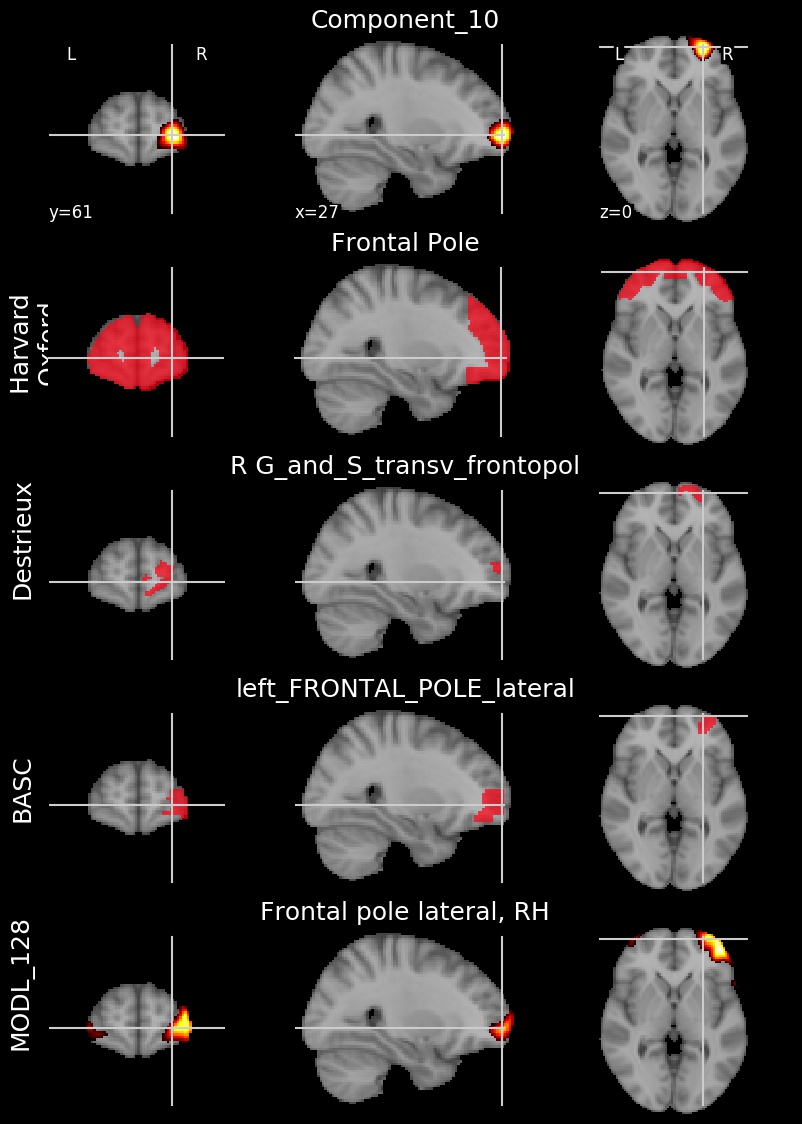 Component_10
L R
L R
y=61 x=27 z=0
Frontal Pole
Harvard
R G_and_S_transv_frontopol
Destrieux
left_FRONTAL_POLE_lateral
BASC
Frontal pole lateral, RH
MODL_128